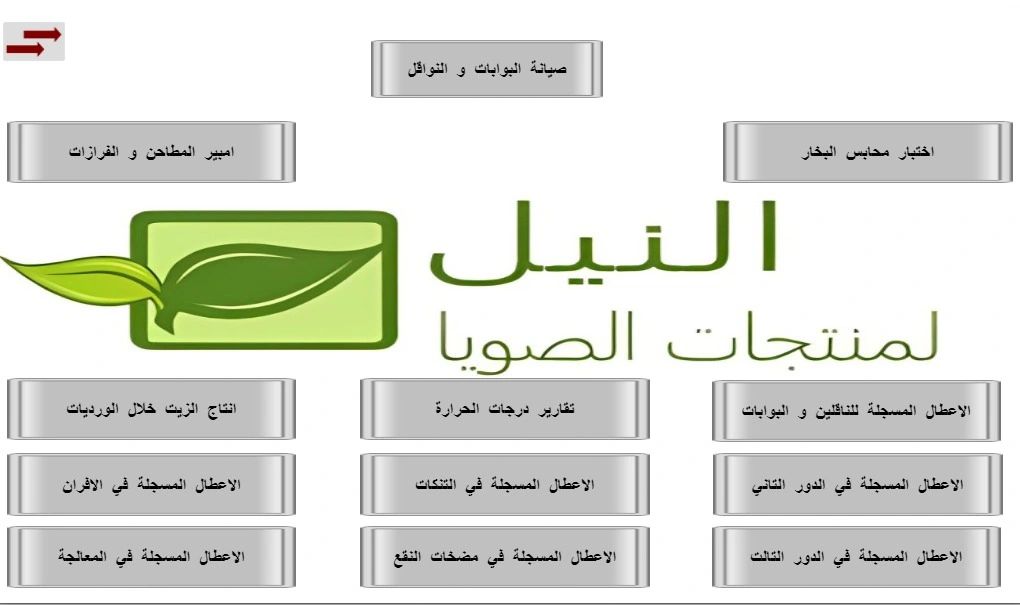 صيانة البوابات و النواقل
اختبار محابس البخار
امبير المطاحن و الفرازات
النيل
لمنتجات الصويا
الاعطال المسجلة للناقلين و البوابات
تقارير درجات الحرارة
انتاج الزيت خلال الورديات
الاعطال المسجلة في الدور التاني
الاعطال المسجلة في التنكات
الاعطال المسجلة في الافران
الاعطال المسجلة في الدور التالت
الاعطال المسجلة في مضخات النقع
الاعطال المسجلة في المعالجة